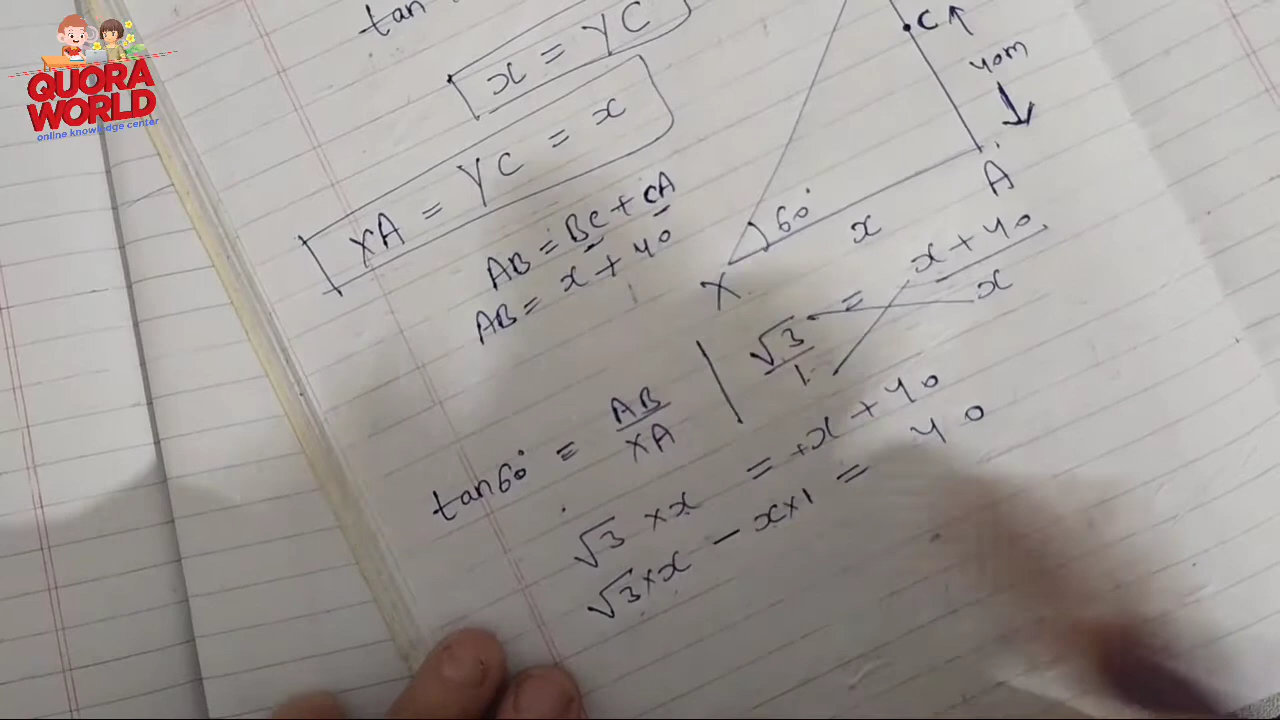 QUORA
WORLD
online knowledge center
tan
x = YC
XA = YC = x
AB = BC + CA
AB = x + 40
C ↑
40m
↓
A
60°
x
X
tan60° = AB/XA
√3/1 = x + 40/x
√3 × x = +x + 40
√3 × x - x×1 = 40